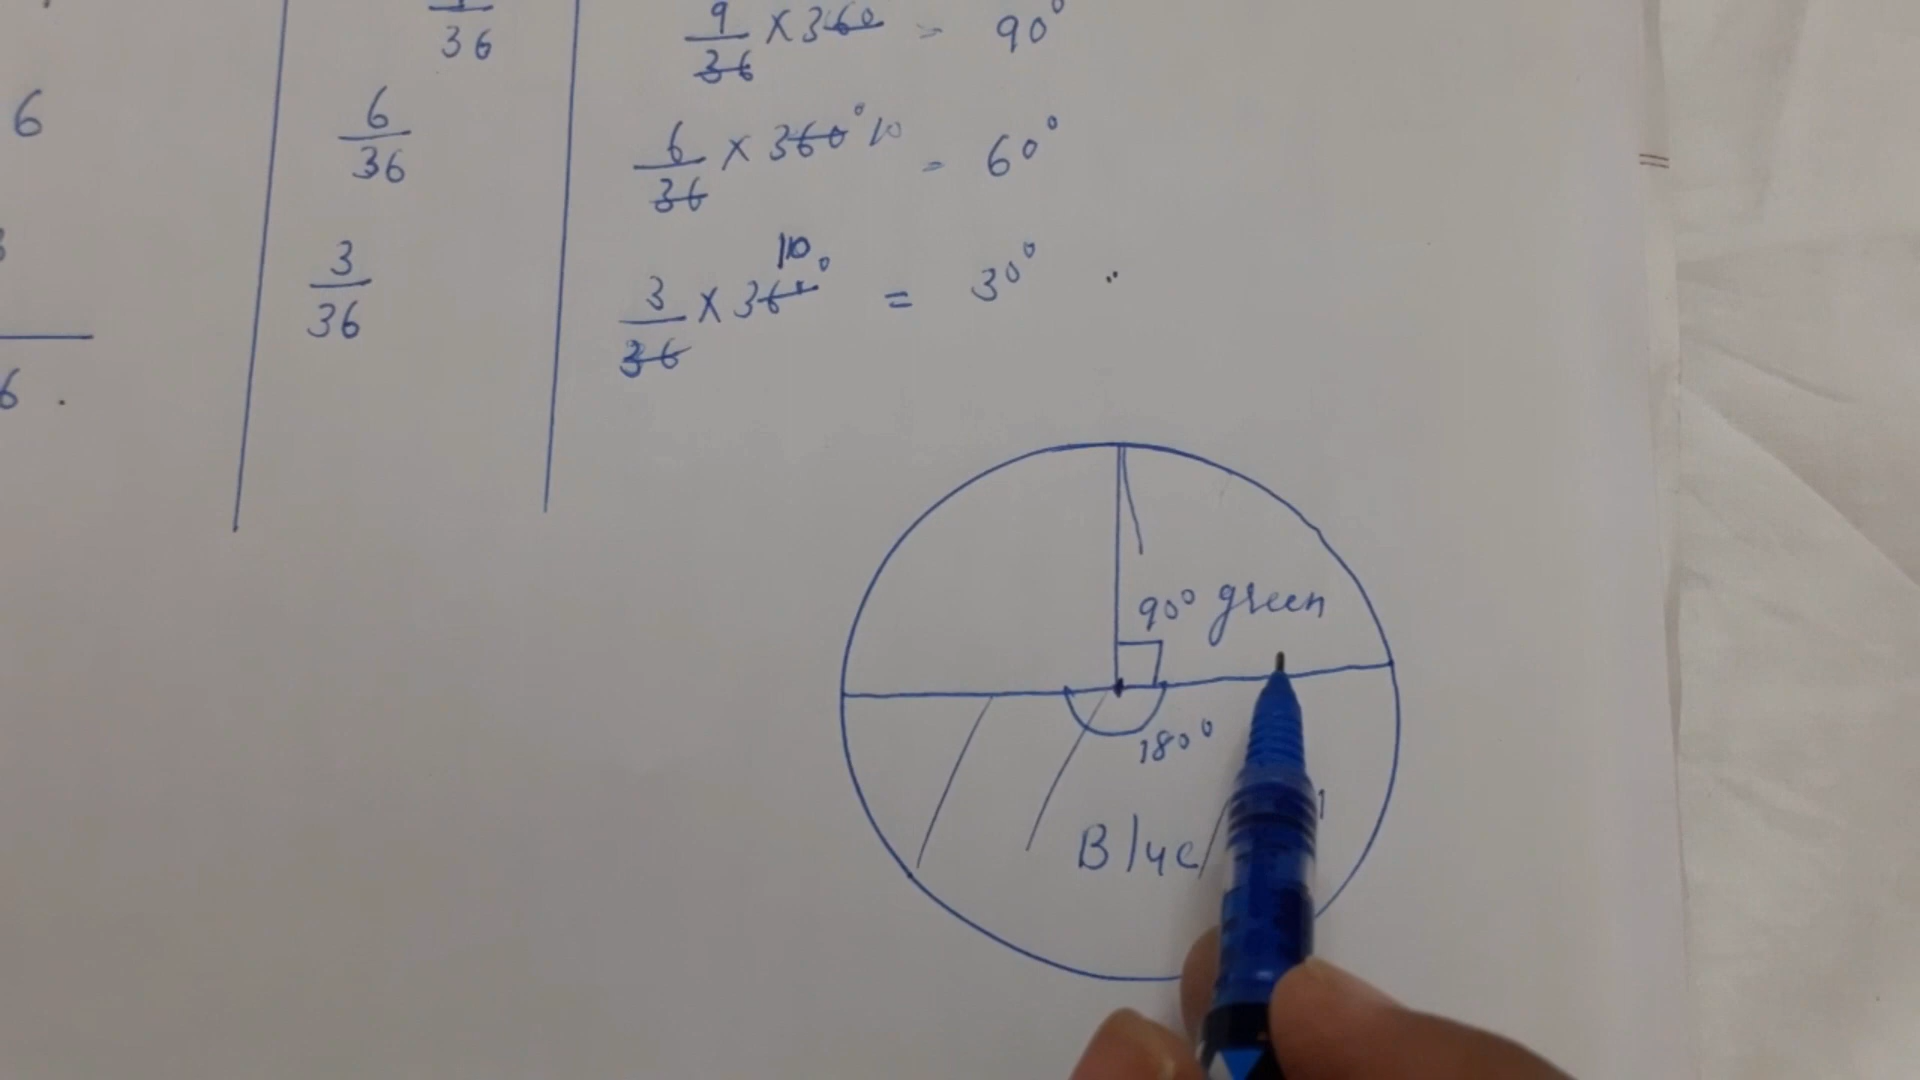 36
9/36 × 360 = 90°
6
6/36
6/36 × 360° 10 = 60°
3/36
10
3/36 × 360° = 30°
6 .
90° green
180°
Blue